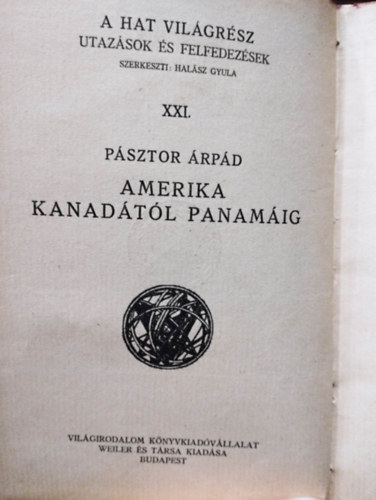 A HAT VILÁGRÉSZ
UTAZÁSOK ÉS FELFEDEZÉSEK
SZERKESZTI: HALÁSZ GYULA
XXI.
PÁSZTOR ÁRPÁD
AMERIKA
KANADÁTÓL PANAMÁIG
VILÁGIRODALOM KÖNYVKIADÓVÁLLALAT
WEILER ÉS TÁRSA KIADÁSA
BUDAPEST